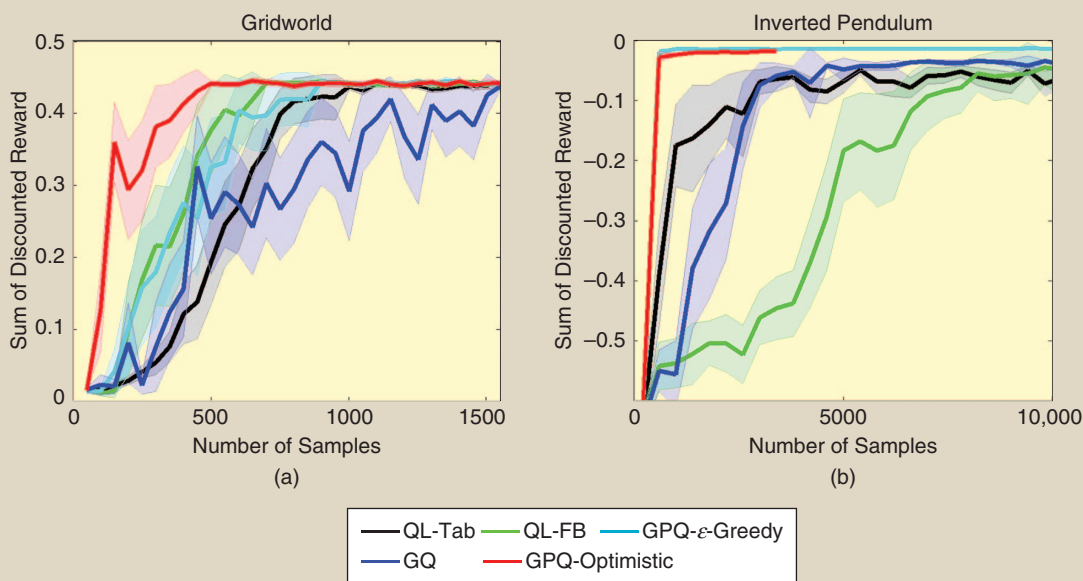 Gridworld
0.5
0.4
0.3
0.2
0.1
0
Sum of Discounted Reward
0
500
1000
1500
Number of Samples
(a)
Inverted Pendulum
0
−0.1
−0.2
−0.3
−0.4
−0.5
Sum of Discounted Reward
0
5000
10,000
Number of Samples
(b)
QL-Tab QL-FB GPQ-ε-Greedy
GQ GPQ-Optimistic